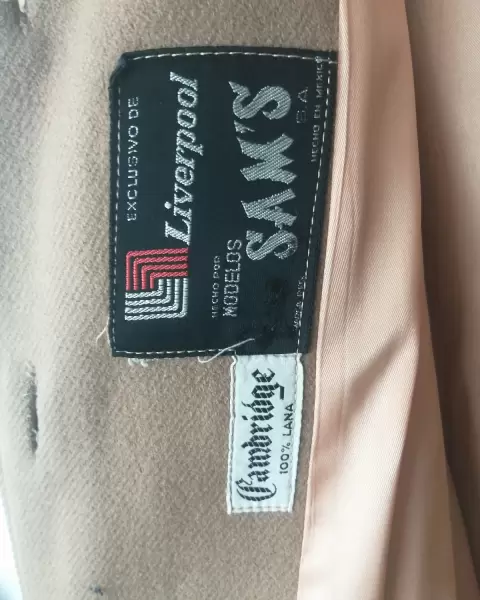 EXCLUSIVO DE
Liverpool
HECHO POR
MODELOS
SAM'S
S.A.
HECHO EN MEXICO
Cambridge
100% LANA